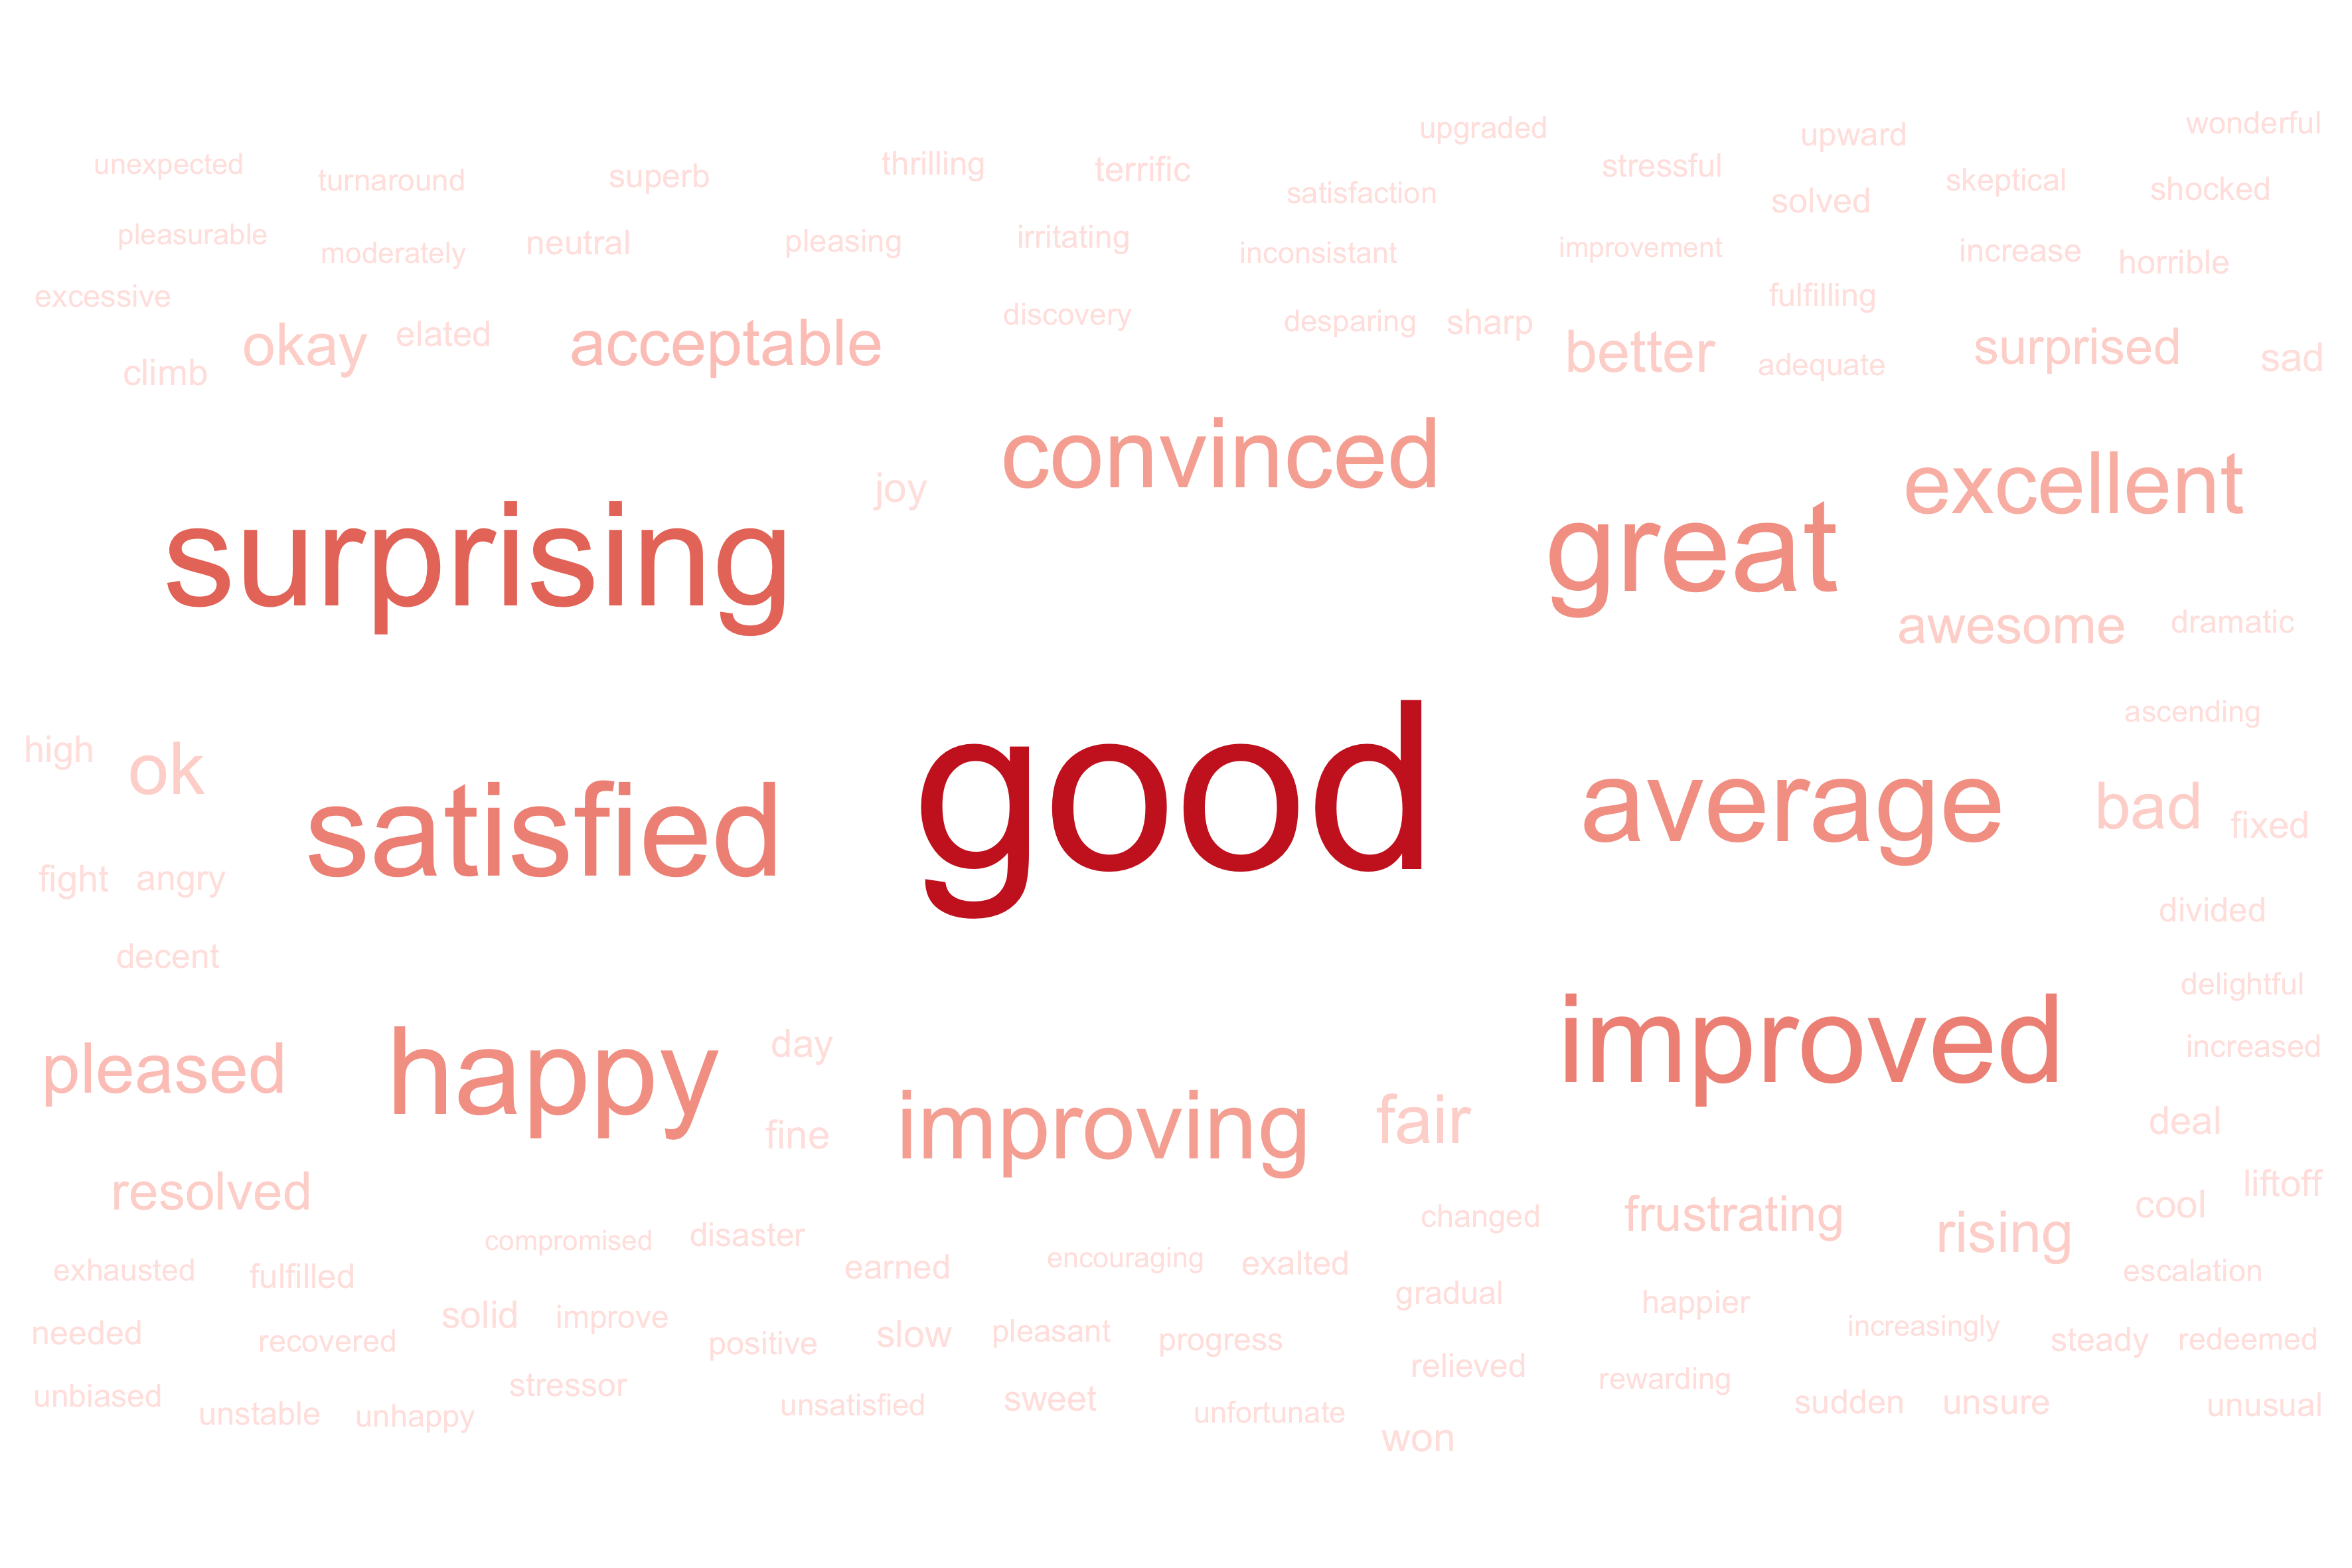 wonderful
upgraded
upward
unexpected
turnaround
superb
thrilling
terrific
satisfaction
stressful
solved
skeptical
shocked
pleasurable
moderately
neutral
pleasing
irritating
inconsistant
improvement
increase
horrible
excessive
discovery
fulfilling
climb
okay
elated
acceptable
desparing
sharp
better
adequate
surprised
sad
joy
convinced
excellent
surprising
great
awesome
dramatic
ascending
high
ok
satisfied
good
average
bad
fixed
fight
angry
divided
decent
delightful
pleased
happy
day
improved
increased
fine
improving
fair
deal
resolved
liftoff
changed
frustrating
rising
cool
compromised
disaster
exhausted
fulfilled
earned
encouraging
exalted
escalation
gradual
happier
needed
recovered
solid
improve
positive
slow
pleasant
progress
increasingly
steady
redeemed
relieved
rewarding
unbiased
unstable
unhappy
stressor
unsatisfied
sweet
unfortunate
sudden
unsure
unusual
won